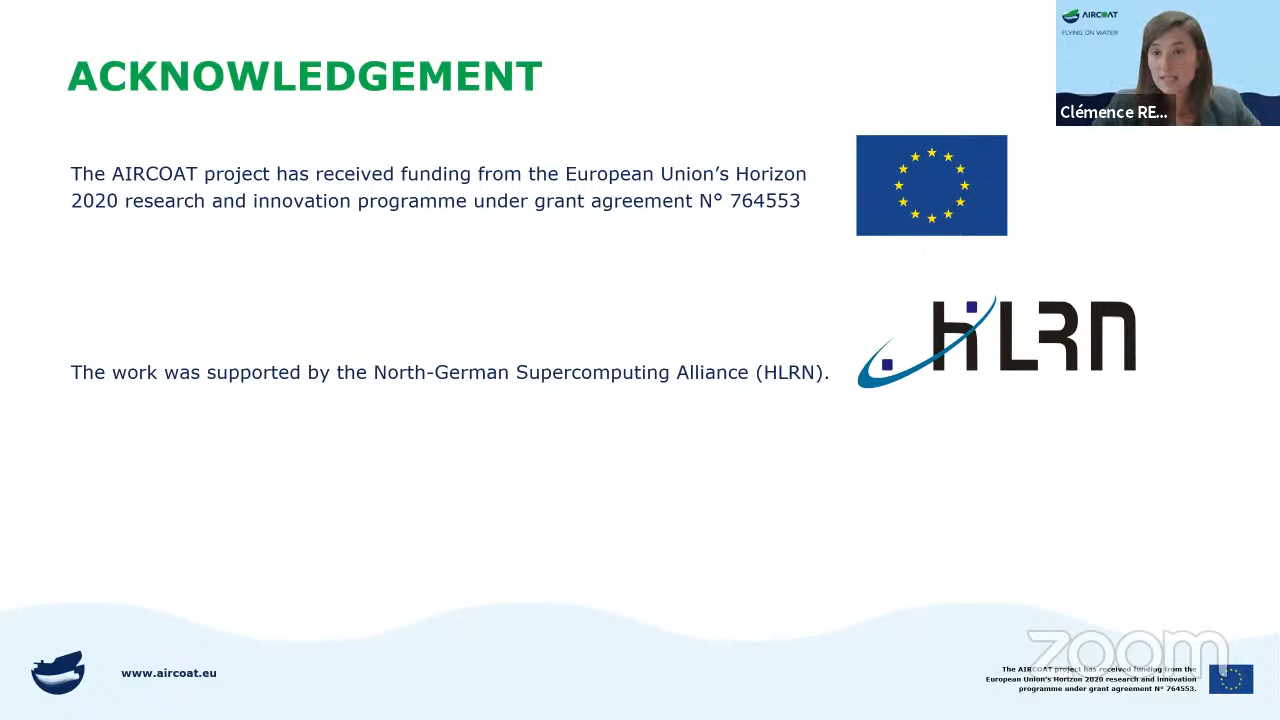 ACKNOWLEDGEMENT
AIRCOAT
FLYING ON WATER
Clémence RE...
The AIRCOAT project has received funding from the European Union’s Horizon
2020 research and innovation programme under grant agreement N° 764553
HLRN
The work was supported by the North-German Supercomputing Alliance (HLRN).
www.aircoat.eu
zoom
The AIRCOAT project has received funding from the
European Union’s Horizon 2020 research and innovation
programme under grant agreement N° 764553.